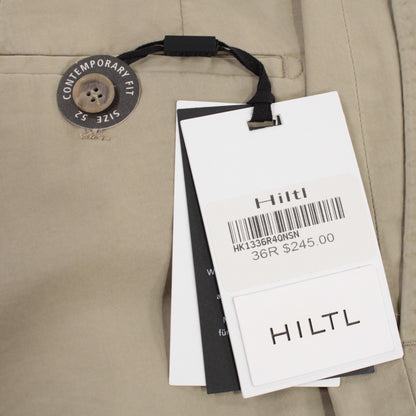 CONTEMPORARY FIT
SIZE 52
Hiltl
HK1336R40NSN
36R $245.00
HILTL